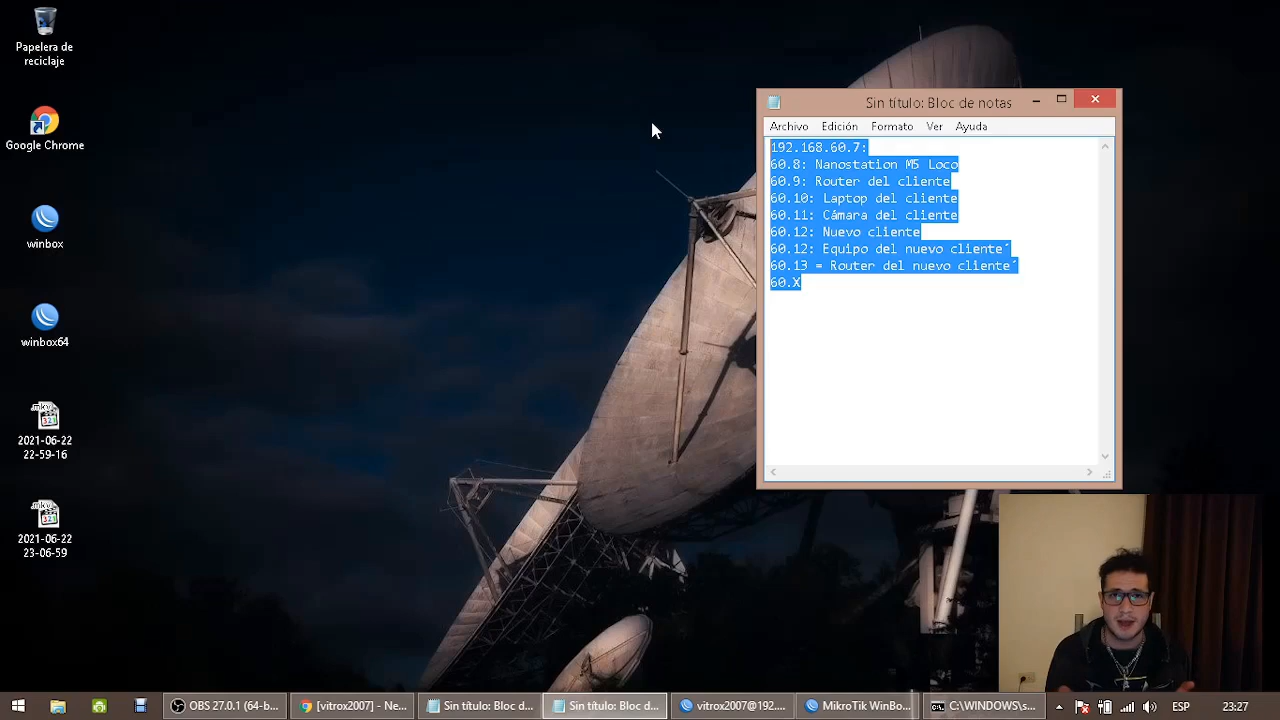 Papelera de
reciclaje
Google Chrome
winbox
winbox64
.mkv
321
2021-06-22
22-59-16
.mkv
321
2021-06-22
23-06-59
Sin título: Bloc de notas
Archivo Edición Formato Ver Ayuda
192.168.60.7:
60.8: Nanostation M5 Loco
60.9: Router del cliente
60.10: Laptop del cliente
60.11: Cámara del cliente
60.12: Nuevo cliente
60.12: Equipo del nuevo cliente´
60.13 = Router del nuevo cliente´
60.X
OBS 27.0.1 (64-b... [vitrox2007] - Ne... Sin título: Bloc d... Sin título: Bloc d... vitrox2007@192.... MikroTik WinBo... C:\WINDOWS\s... ESP 23:27